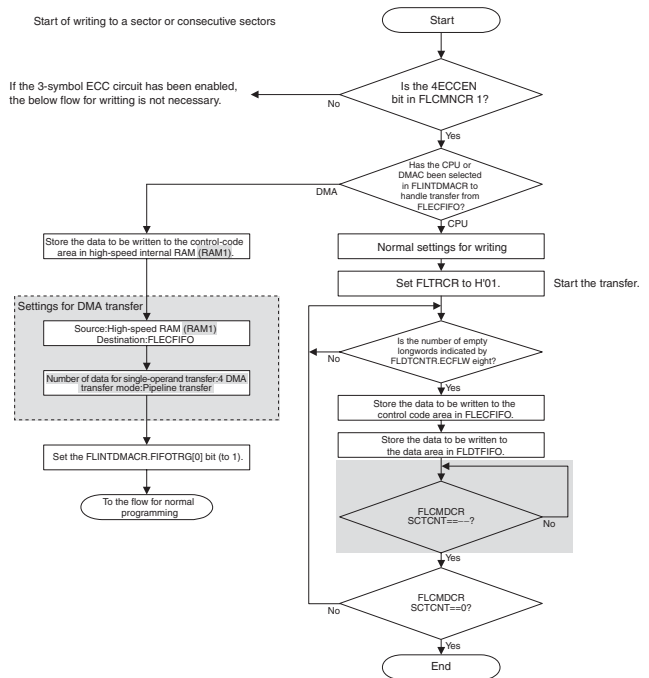 Start of writing to a sector or consecutive sectors
Start
If the 3-symbol ECC circuit has been enabled,
the below flow for writting is not necessary.
Is the 4ECCEN
bit in FLCMNCR 1?
No
Yes
Has the CPU or
DMAC been selected
in FLINTDMACR to
handle transfer from
FLECFIFO?
DMA
CPU
Store the data to be written to the control-code
area in high-speed internal RAM (RAM1).
Normal settings for writing
Set FLTRCR to H'01.
Start the transfer.
Settings for DMA transfer
Source:High-speed RAM (RAM1)
Destination:FLECFIFO
Number of data for single-operand transfer:4 DMA
transfer mode:Pipeline transfer
Set the FLINTDMACR.FIFOTRG[0] bit (to 1).
To the flow for normal
programming
Is the number of empty
longwords indicated by
FLDTCNTR.ECFLW eight?
No
Yes
Store the data to be written to the
control code area in FLECFIFO.
Store the data to be written to
the data area in FLDTFIFO.
FLCMDCR
SCTCNT==−−?
No
Yes
FLCMDCR
SCTCNT==0?
No
Yes
End